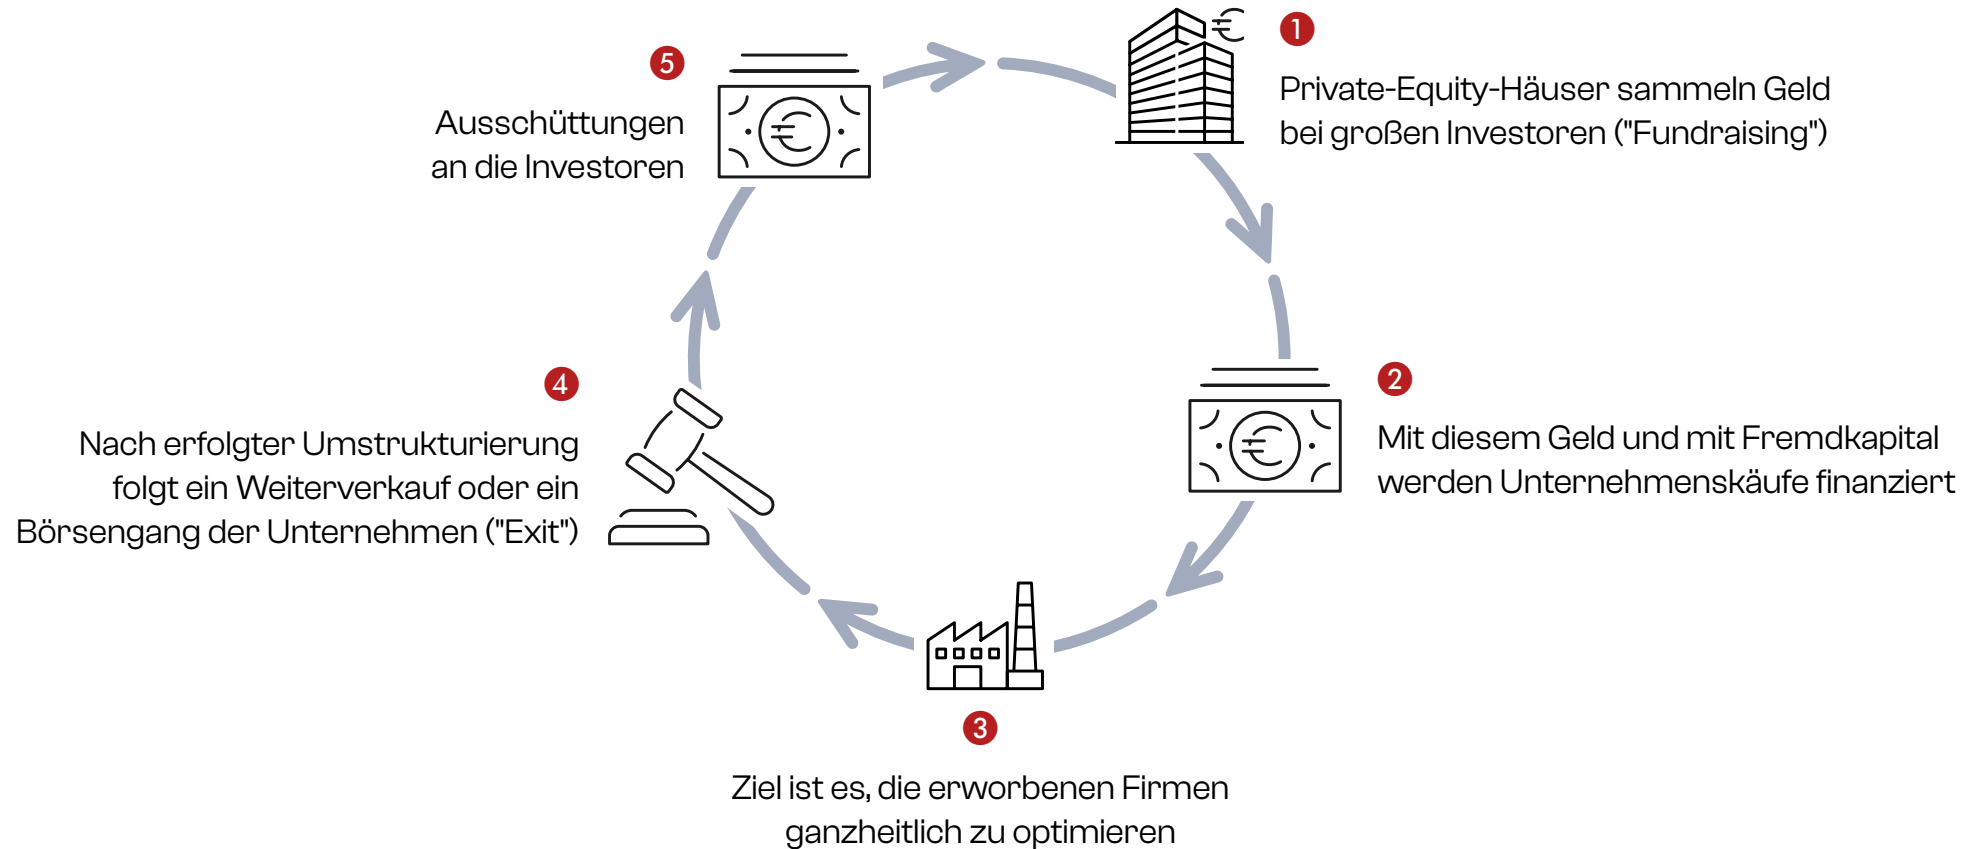 1
Private-Equity-Häuser sammeln Geld
bei großen Investoren ("Fundraising")
2
Mit diesem Geld und mit Fremdkapital
werden Unternehmenskäufe finanziert
3
Ziel ist es, die erworbenen Firmen
ganzheitlich zu optimieren
4
Nach erfolgter Umstrukturierung
folgt ein Weiterverkauf oder ein
Börsengang der Unternehmen ("Exit")
5
Ausschüttungen
an die Investoren